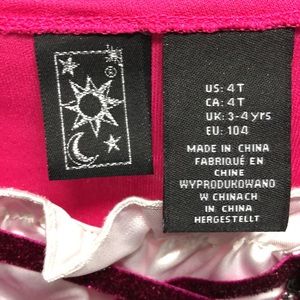 ®
US: 4T
CA: 4T
UK: 3-4 yrs
EU: 104
MADE IN CHINA
FABRIQUÉ EN
CHINE
WYPRODUKOWANO
W CHINACH
IN CHINA
HERGESTELLT